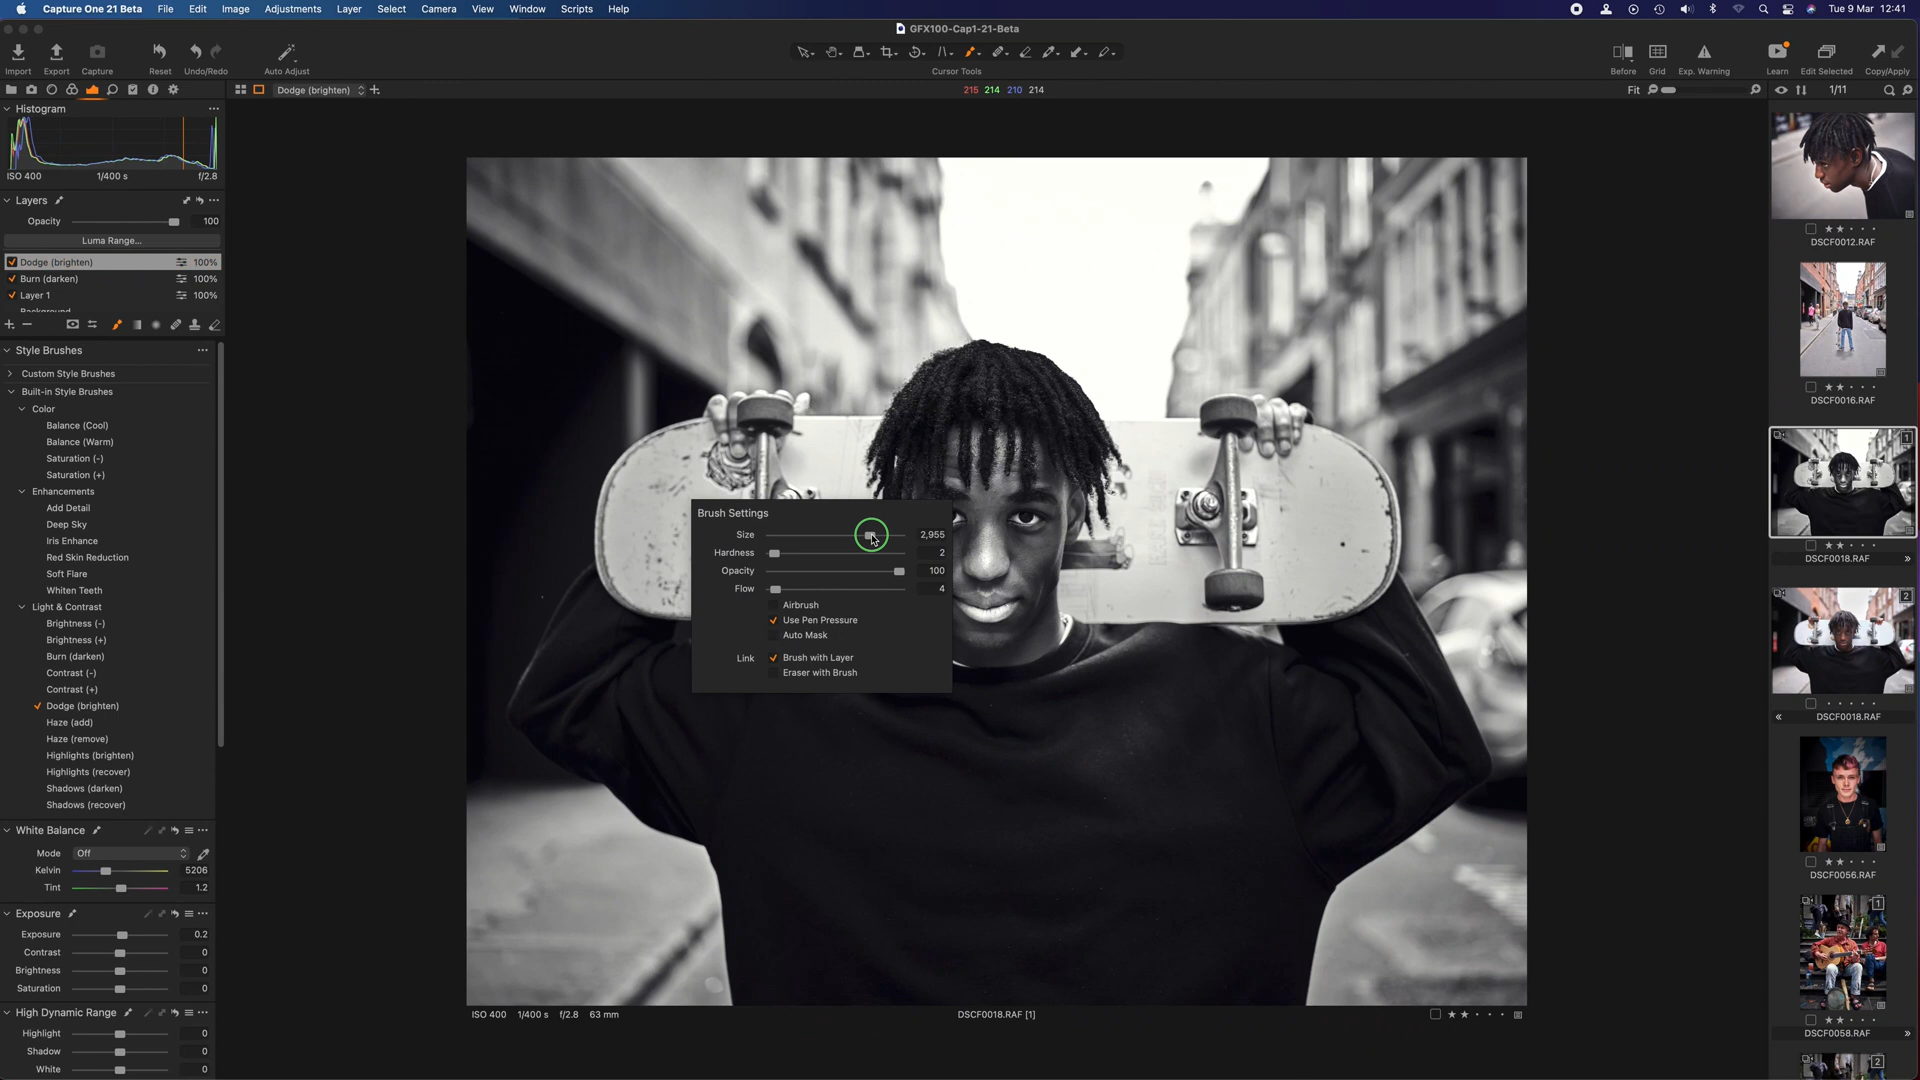 Capture One 21 Beta File Edit Image Adjustments Layer Select Camera View Window Scripts Help Tue 9 Mar 12:41
GFX100-Cap1-21-Beta
Import Export Capture Reset Undo/Redo Auto Adjust Cursor Tools Before Grid Exp. Warning Learn Edit Selected Copy/Apply
Dodge (brighten) 215 214 210 214 Fit 1/11
Histogram
ISO 400 1/400 s f/2.8
Layers
Opacity 100
Luma Range...
Dodge (brighten) 100%
Burn (darken) 100%
Layer 1 100%
Background
Style Brushes
Custom Style Brushes
Built-in Style Brushes
Color
Balance (Cool)
Balance (Warm)
Saturation (-)
Saturation (+)
Enhancements
Add Detail
Deep Sky
Iris Enhance
Red Skin Reduction
Soft Flare
Whiten Teeth
Light & Contrast
Brightness (-)
Brightness (+)
Burn (darken)
Contrast (-)
Contrast (+)
Dodge (brighten)
Haze (add)
Haze (remove)
Highlights (brighten)
Highlights (recover)
Shadows (darken)
Shadows (recover)
White Balance
Mode Off
Kelvin 5206
Tint 1.2
Exposure
Exposure 0.2
Contrast 0
Brightness 0
Saturation 0
High Dynamic Range
Highlight 0
Shadow 0
White 0
Brush Settings
Size 2,955
Hardness 2
Opacity 100
Flow 4
Airbrush
Use Pen Pressure
Auto Mask
Link Brush with Layer
Eraser with Brush
ISO 400 1/400 s f/2.8 63 mm DSCF0018.RAF [1]
DSCF0012.RAF
DSCF0016.RAF
1
DSCF0018.RAF
2
DSCF0018.RAF
DSCF0056.RAF
1
DSCF0058.RAF
2